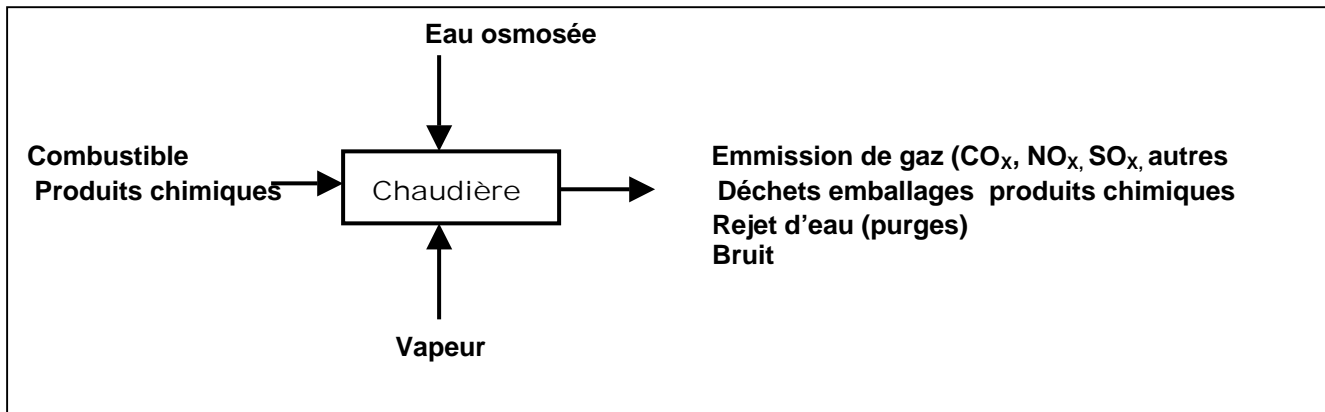 Eau osmosée
Combustible
Produits chimiques
Chaudière
Emmission de gaz (COX, NOX, SOX, autres
Déchets emballages produits chimiques
Rejet d'eau (purges)
Bruit
Vapeur